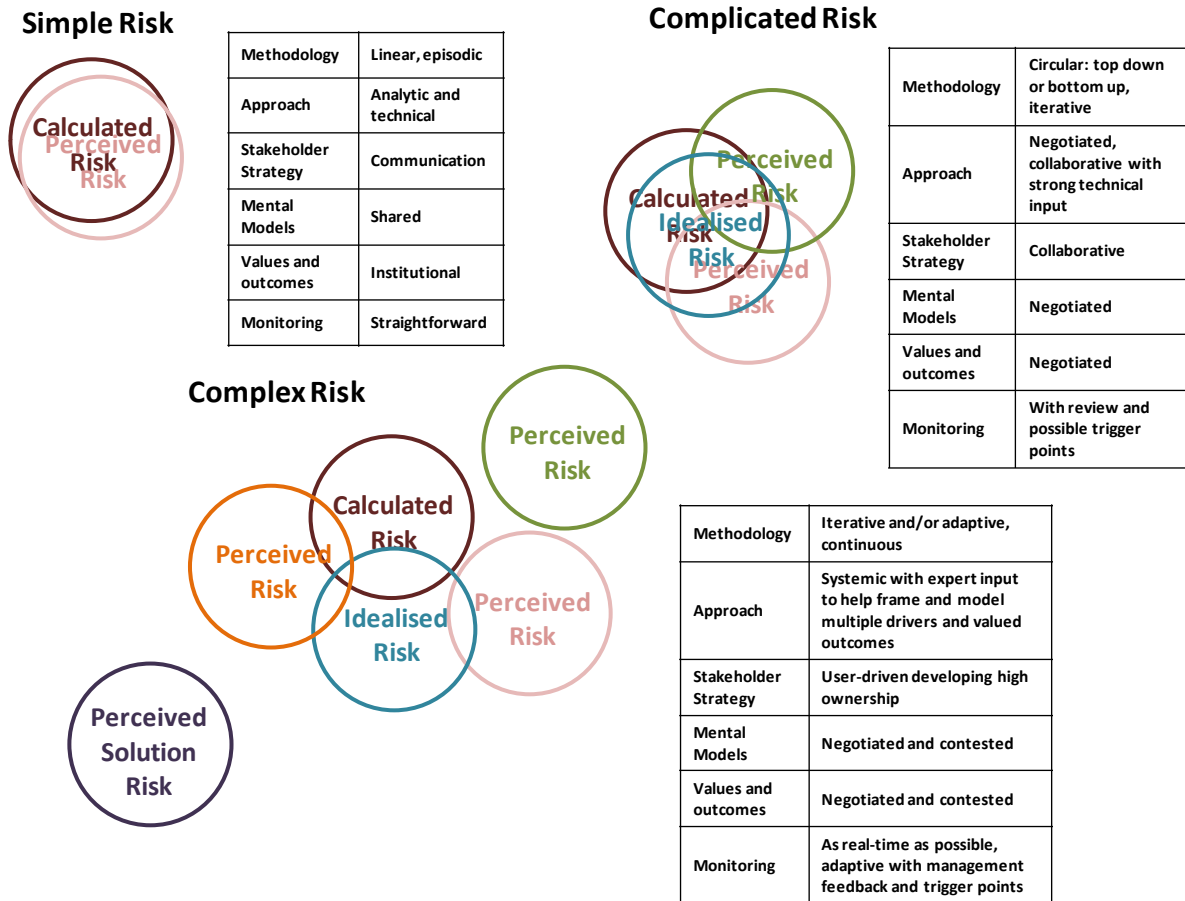 Simple Risk
Calculated
Risk
Perceived
Risk
Methodology Linear, episodic
Approach Analytic and
technical
Stakeholder
Strategy Communication
Mental
Models Shared
Values and
outcomes Institutional
Monitoring Straightforward
Complicated Risk
Perceived
Risk
Calculated
Risk
Idealised
Risk
Perceived
Risk
Methodology Circular: top down
or bottom up,
iterative
Approach Negotiated,
collaborative with
strong technical
input
Stakeholder
Strategy Collaborative
Mental
Models Negotiated
Values and
outcomes Negotiated
Monitoring With review and
possible trigger
points
Complex Risk
Perceived
Risk
Calculated
Risk
Perceived
Risk
Idealised
Risk
Perceived
Risk
Perceived
Solution
Risk
Methodology Iterative and/or adaptive,
continuous
Approach Systemic with expert input
to help frame and model
multiple drivers and valued
outcomes
Stakeholder
Strategy User-driven developing high
ownership
Mental
Models Negotiated and contested
Values and
outcomes Negotiated and contested
Monitoring As real-time as possible,
adaptive with management
feedback and trigger points